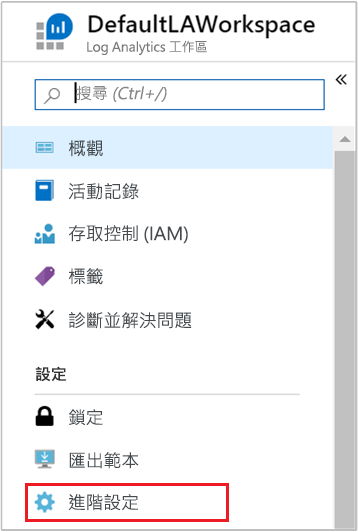 DefaultLAWorkspace
Log Analytics 工作區
搜尋 (Ctrl+/)
概觀
活動記錄
存取控制 (IAM)
標籤
診斷並解決問題
設定
鎖定
匯出範本
進階設定